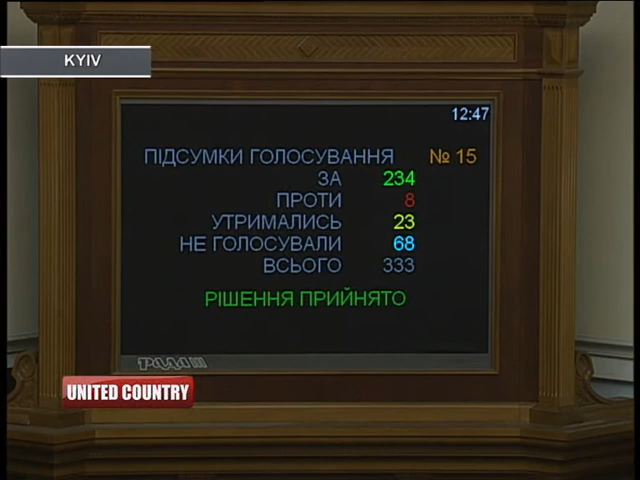 KYIV
12:47
ПІДСУМКИ ГОЛОСУВАННЯ № 15
ЗА 234
ПРОТИ 8
УТРИМАЛИСЬ 23
НЕ ГОЛОСУВАЛИ 68
ВСЬОГО 333
РІШЕННЯ ПРИЙНЯТО
РАДА
UNITED COUNTRY